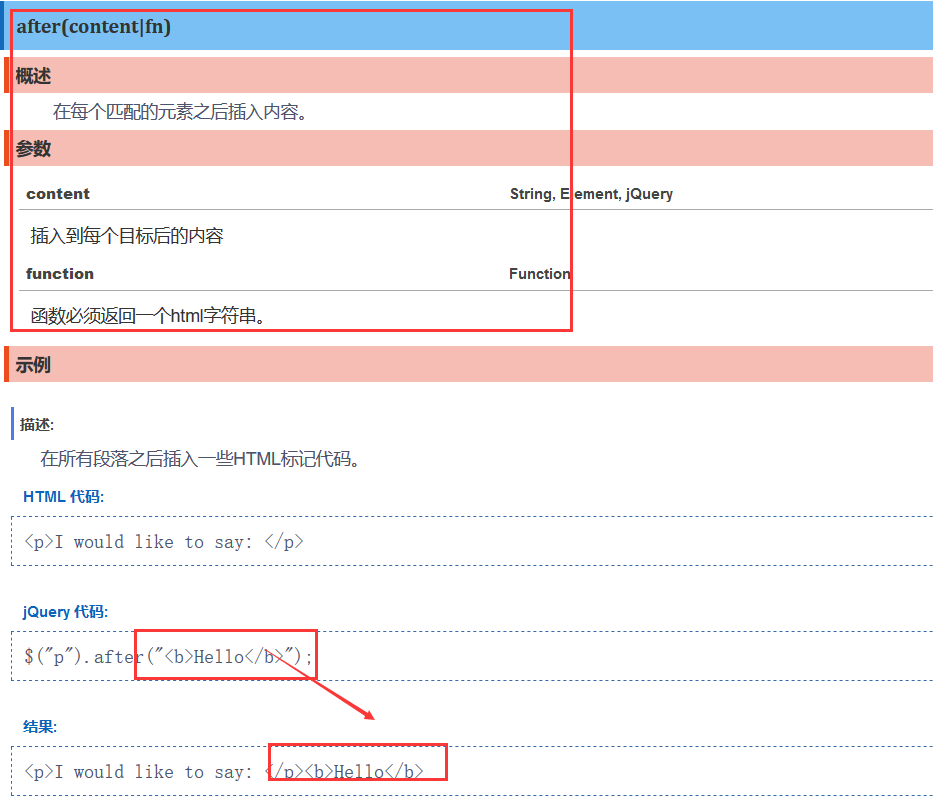 after(content|fn)
概述
在每个匹配的元素之后插入内容。
参数
content String, Element, jQuery
插入到每个目标后的内容
function Function
函数必须返回一个html字符串。
示例
描述:
在所有段落之后插入一些HTML标记代码。
HTML 代码:
<p>I would like to say: </p>
jQuery 代码:
$("p").after("<b>Hello</b>");
结果:
<p>I would like to say: </p><b>Hello</b>